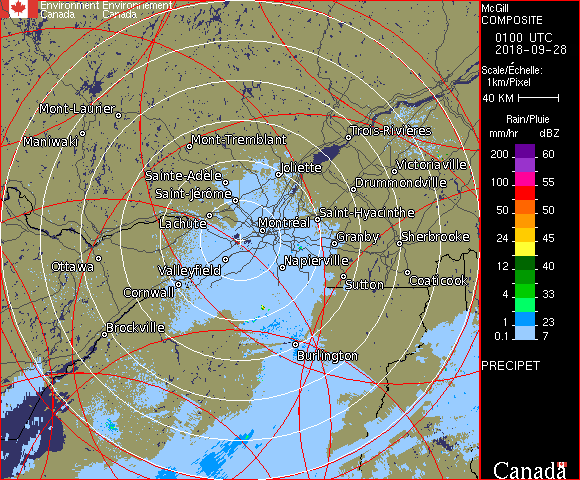 Environment Environnement
Canada Canada
McGill
COMPOSITE
0100 UTC
2018-09-28
Scale/Échelle:
1km/Pixel
40 KM
Rain/Pluie
mm/hr dBZ
200 60
100 55
50 50
24 45
12 40
4 33
1 23
0.1 7
PRECIPET
Canada
Mont-Laurier
Maniwaki
Mont-Tremblant
Trois-Rivières
Sainte-Adèle
Joliette
Victoriaville
Saint-Jérôme
Drummondville
Lachute
Montréal
Saint-Hyacinthe
Granby
Sherbrooke
Ottawa
Valleyfield
Napierville
Cornwall
Sutton
Coaticook
Brockville
Burlington